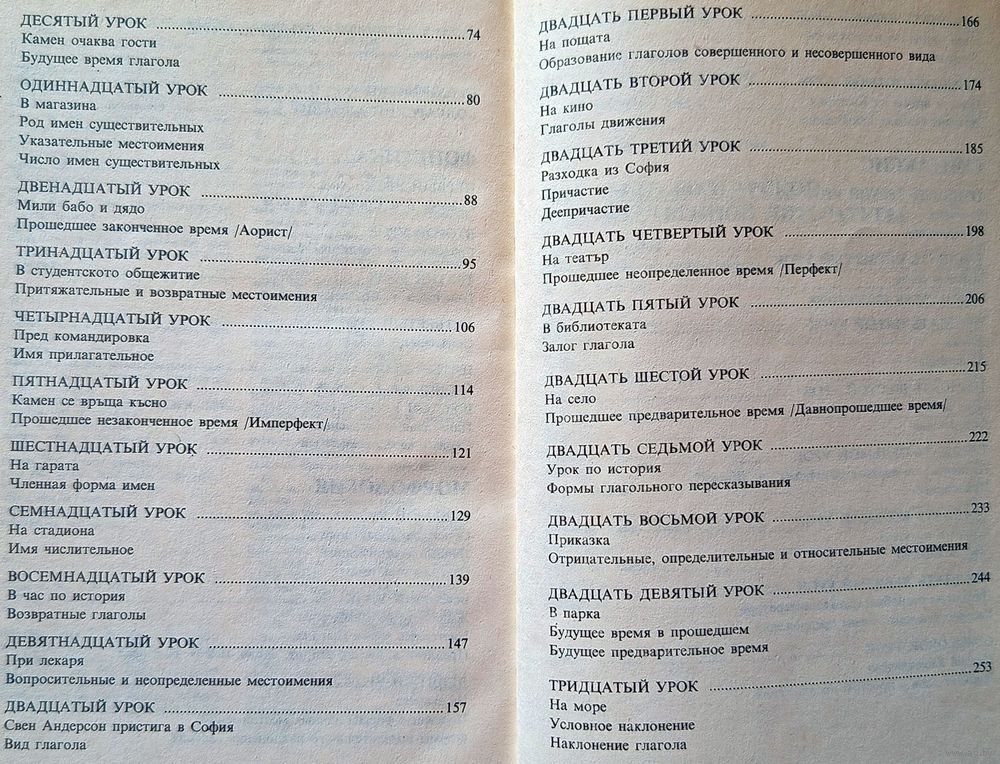 ДЕСЯТЫЙ УРОК ........................................ 74
Камен очаква гости
Будущее время глагола
ОДИННАДЦАТЫЙ УРОК ........................................ 80
В магазина
Род имен существительных
Указательные местоимения
Число имен существительных
ДВЕНАДЦАТЫЙ УРОК ........................................ 88
Мили бабо и дядо
Прошедшее законченное время /Аорист/
ТРИНАДЦАТЫЙ УРОК ........................................ 95
В студентското общежитие
Притяжательные и возвратные местоимения
ЧЕТЫРНАДЦАТЫЙ УРОК ........................................ 106
Пред командировка
Имя прилагательное
ПЯТНАДЦАТЫЙ УРОК ........................................ 114
Камен се връща късно
Прошедшее незаконченное время /Имперфект/
ШЕСТНАДЦАТЫЙ УРОК ........................................ 121
На гарата
Членная форма имен
СЕМНАДЦАТЫЙ УРОК ........................................ 129
На стадиона
Имя числительное
ВОСЕМНАДЦАТЫЙ УРОК ........................................ 139
В час по история
Возвратные глаголы
ДЕВЯТНАДЦАТЫЙ УРОК ........................................ 147
При лекаря
Вопросительные и неопределенные местоимения
ДВАДЦАТЫЙ УРОК ........................................ 157
Свен Андерсон пристига в София
Вид глагола
ДВАДЦАТЬ ПЕРВЫЙ УРОК ........................................ 166
На пощата
Образование глаголов совершенного и несовершенного вида
ДВАДЦАТЬ ВТОРОЙ УРОК ........................................ 174
На кино
Глаголы движения
ДВАДЦАТЬ ТРЕТИЙ УРОК ........................................ 185
Разходка из София
Причастие
Деепричастие
ДВАДЦАТЬ ЧЕТВЕРТЫЙ УРОК ........................................ 198
На театър
Прошедшее неопределенное время /Перфект/
ДВАДЦАТЬ ПЯТЫЙ УРОК ........................................ 206
В библиотеката
Залог глагола
ДВАДЦАТЬ ШЕСТОЙ УРОК ........................................ 215
На село
Прошедшее предварительное время /Давнопрошедшее время/
ДВАДЦАТЬ СЕДЬМОЙ УРОК ........................................ 222
Урок по история
Формы глагольного пересказывания
ДВАДЦАТЬ ВОСЬМОЙ УРОК ........................................ 233
Приказка
Отрицательные, определительные и относительные местоимения
ДВАДЦАТЬ ДЕВЯТЫЙ УРОК ........................................ 244
В парка
Будущее время в прошедшем
Будущее предварительное время
ТРИДЦАТЫЙ УРОК ........................................ 253
На море
Условное наклонение
Наклонение глагола